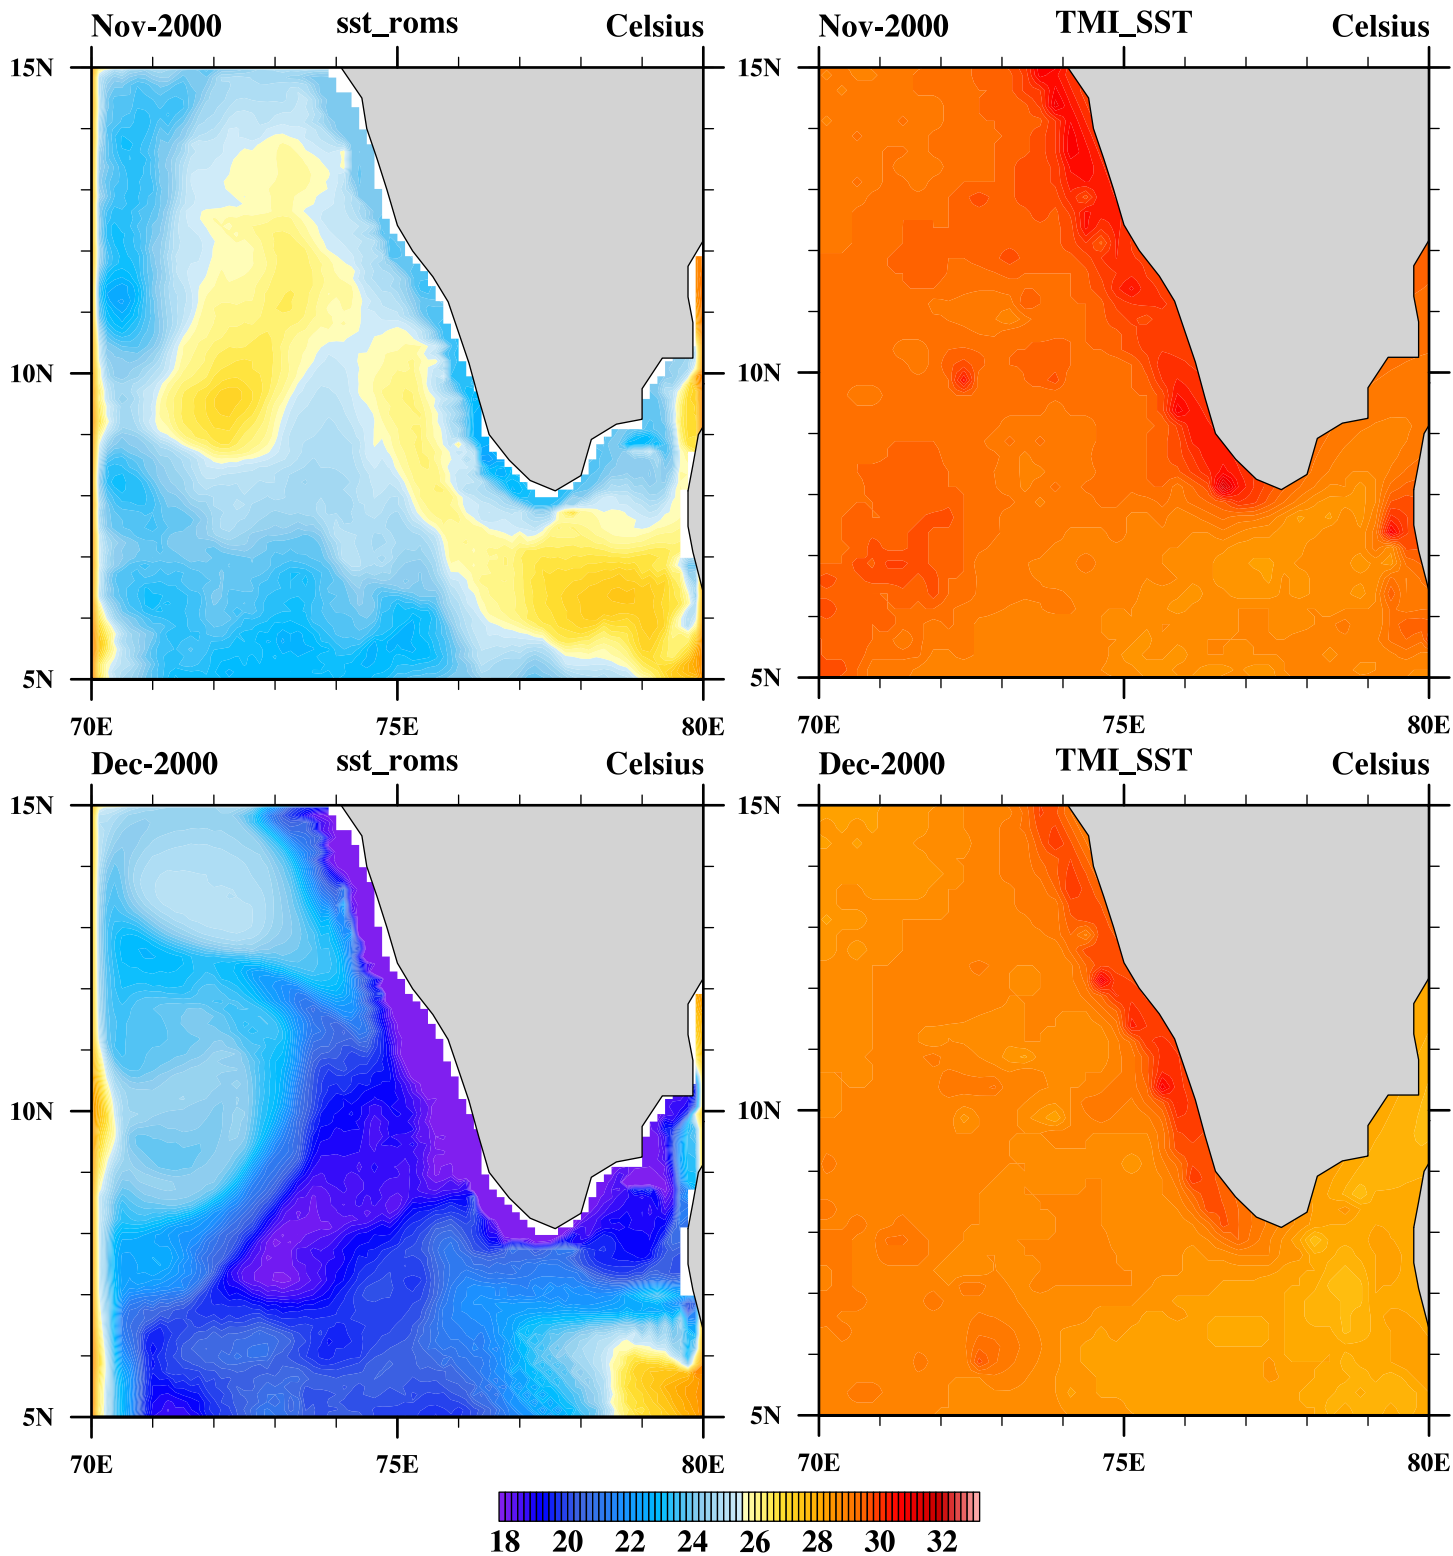 Nov-2000 sst_roms Celsius
15N
10N
5N
70E 75E 80E
Nov-2000 TMI_SST Celsius
15N
10N
5N
70E 75E 80E
Dec-2000 sst_roms Celsius
15N
10N
5N
70E 75E 80E
Dec-2000 TMI_SST Celsius
15N
10N
5N
70E 75E 80E
18 20 22 24 26 28 30 32